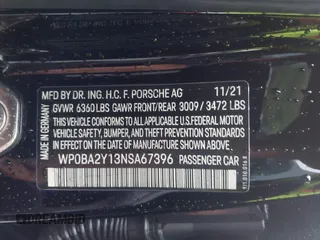 MFD BY DR. ING. H.C. F. PORSCHE AG 11/21
GVWR 6360 LBS GAWR FRONT/REAR 3009 / 3472 LBS
THIS VEHICLE CONFORMS TO ALL APPLICABLE FEDERAL
MOTOR VEHICLE SAFETY, BUMPER, AND THEFT
PREVENTION STANDARDS IN EFFECT ON THE DATE
OF MANUFACTURE SHOWN ABOVE.
WP0BA2Y13NSA67396 PASSENGER CAR
MADE IN GERMANY